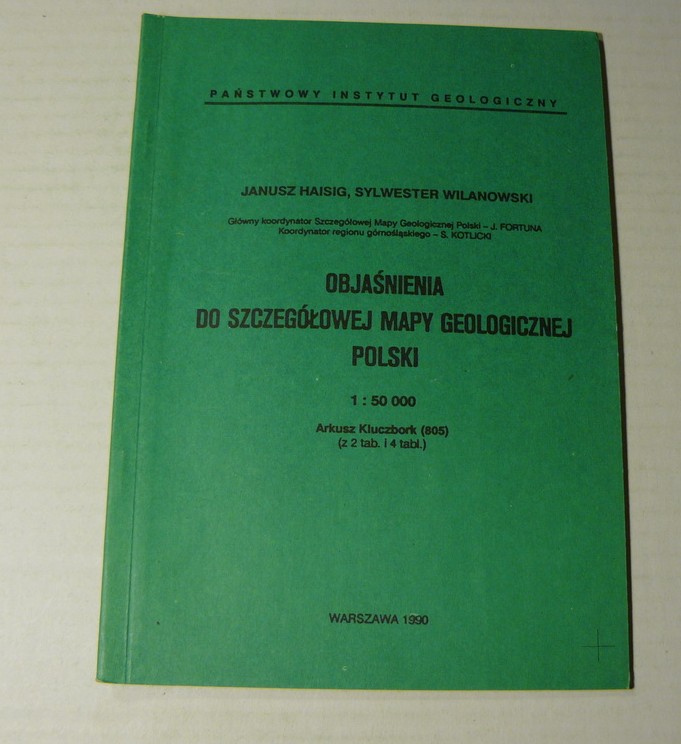 PAŃSTWOWY INSTYTUT GEOLOGICZNY
JANUSZ HAISIG, SYLWESTER WILANOWSKI
Główny koordynator Szczegółowej Mapy Geologicznej Polski – J. FORTUNA
Koordynator regionu górnośląskiego – S. KOTLICKI
OBJAŚNIENIA
DO SZCZEGÓŁOWEJ MAPY GEOLOGICZNEJ
POLSKI
1 : 50 000
Arkusz Kluczbork (805)
(z 2 tab. i 4 tabl.)
WARSZAWA 1990